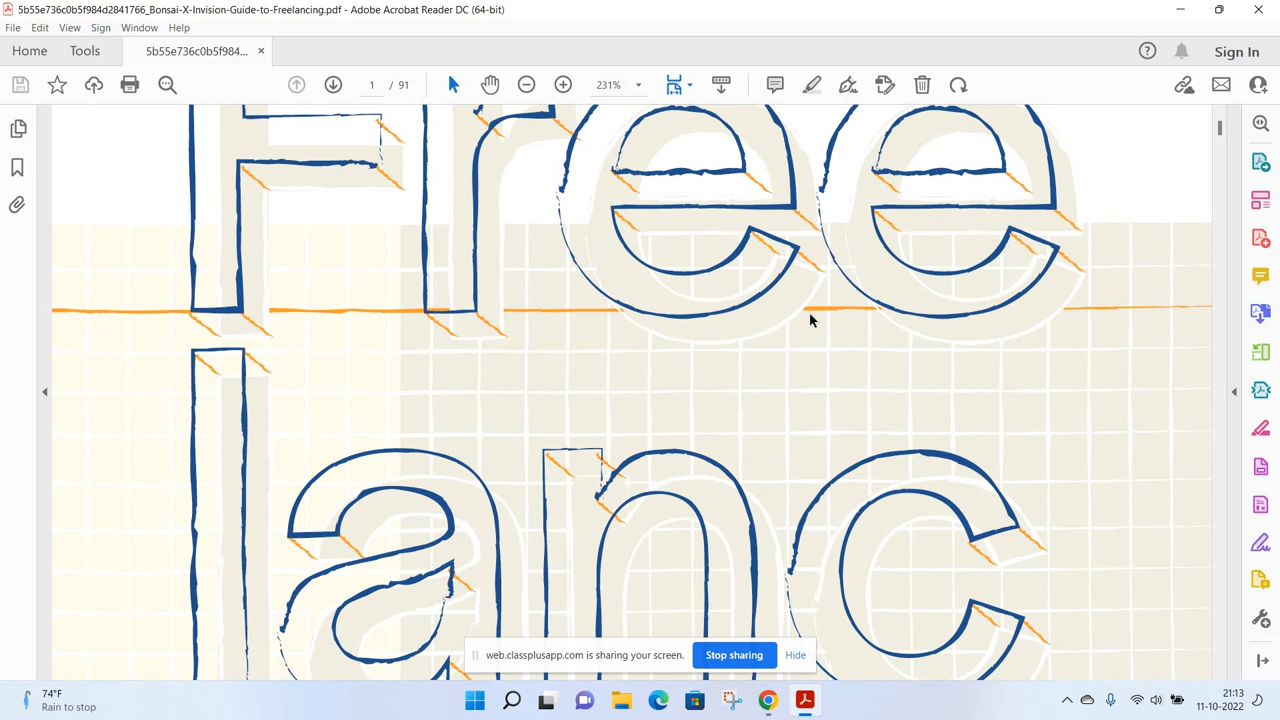 5b55e736c0b5f984d2841766_Bonsai-X-Invision-Guide-to-Freelancing.pdf - Adobe Acrobat Reader DC (64-bit)
File Edit View Sign Window Help
Home Tools 5b55e736c0b5f984... × Sign In
1 / 91 231%
Free
lanc
web.classplusapp.com is sharing your screen. Stop sharing Hide
74°F
Rain to stop
21:13
11-10-2022